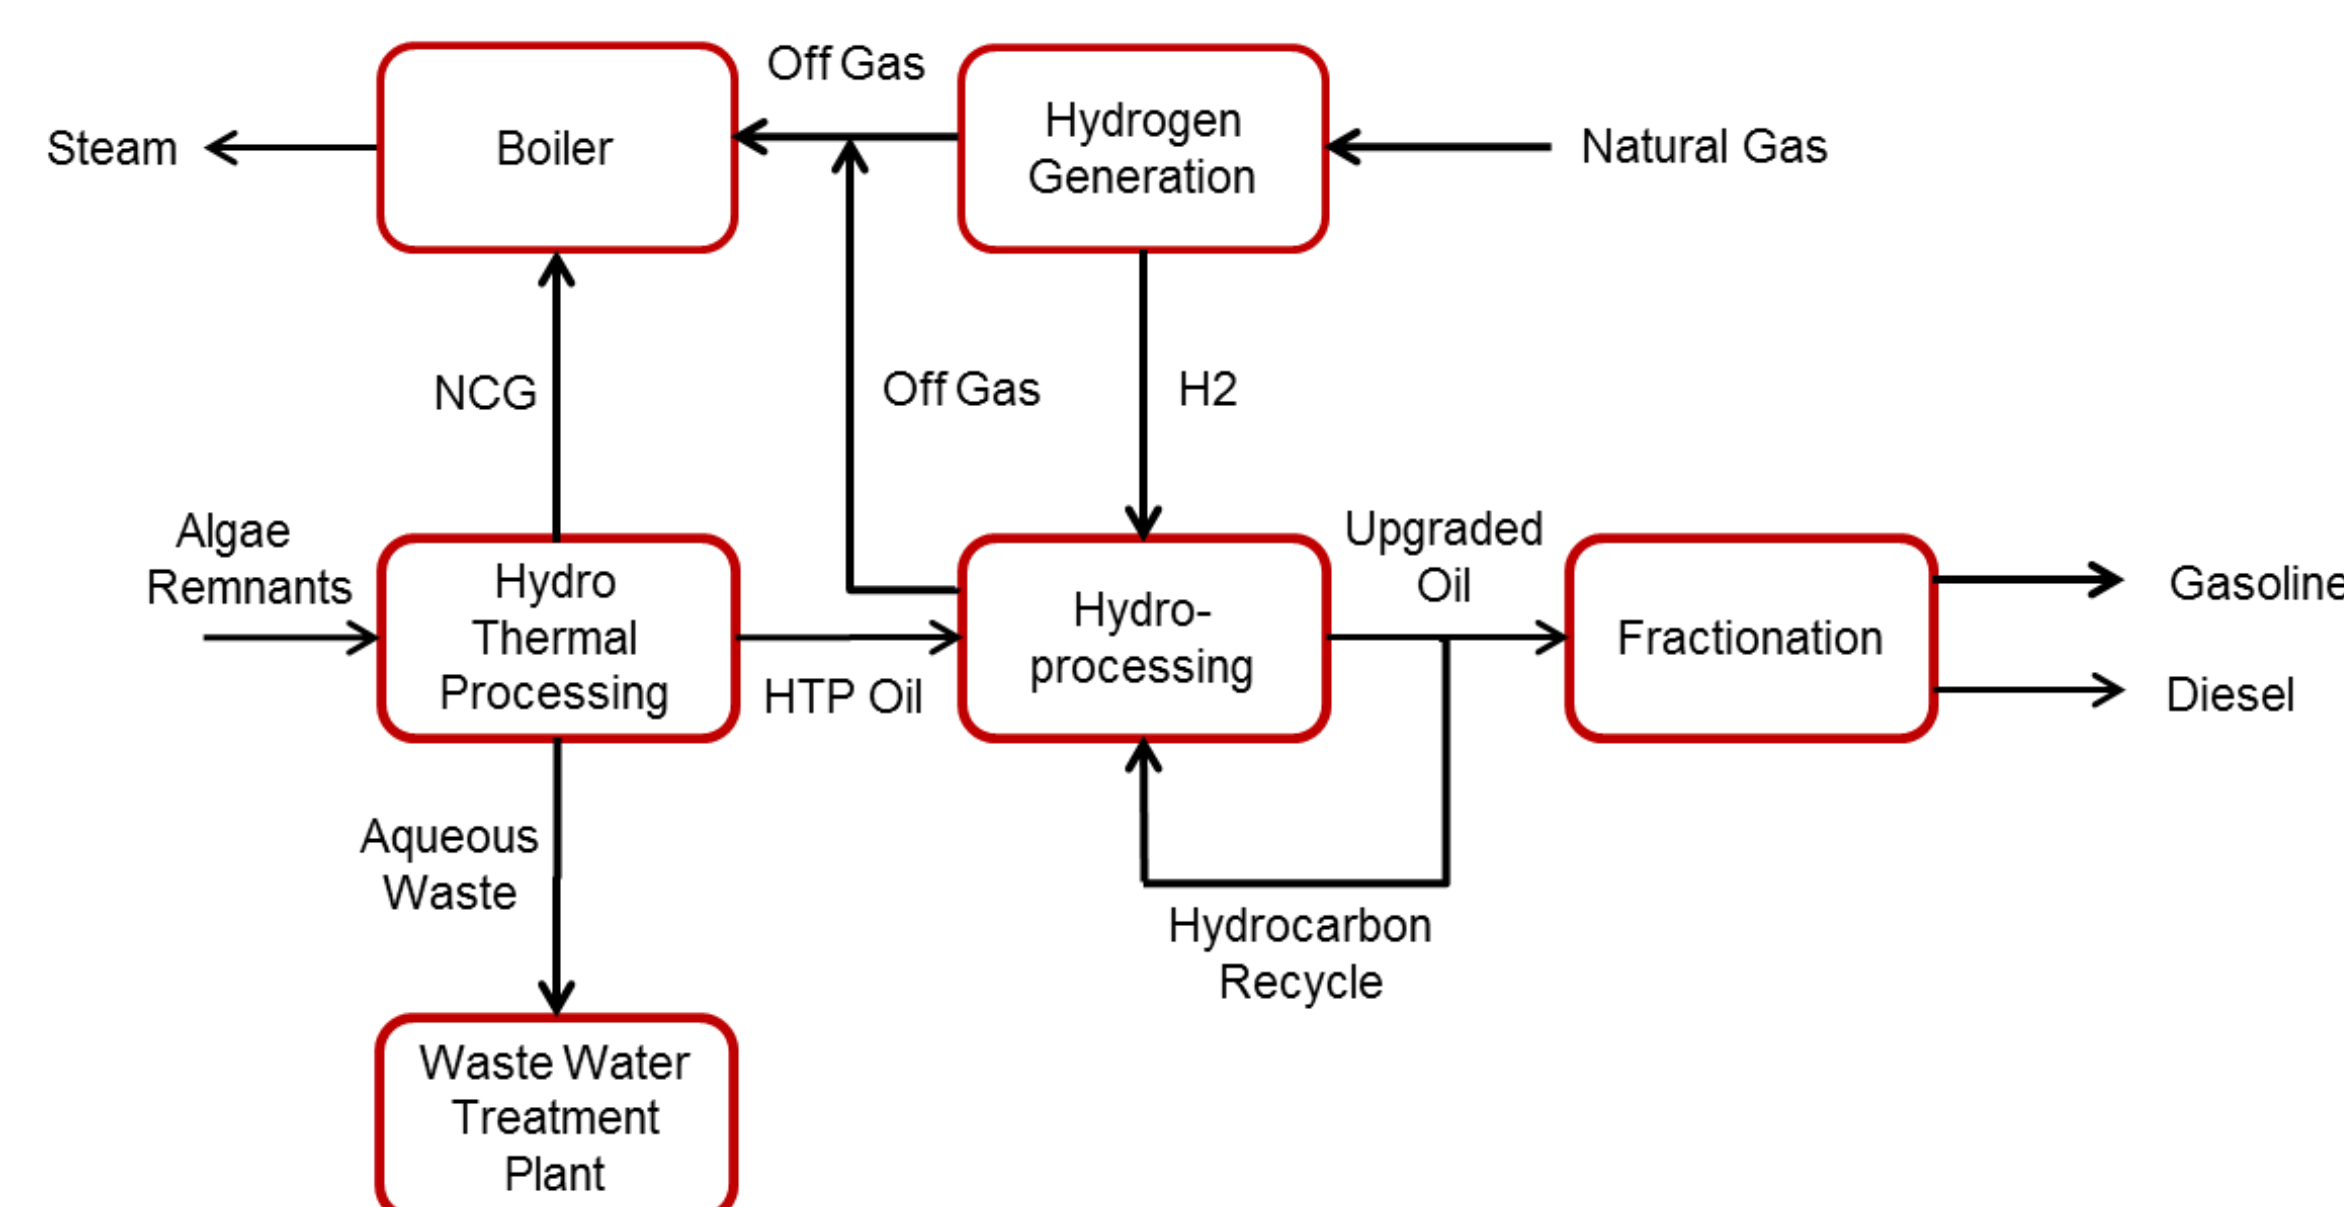 Off Gas
Steam
Boiler
Hydrogen
Generation
Natural Gas
NCG
Off Gas
H2
Algae
Remnants
Hydro
Thermal
Processing
HTP Oil
Hydro-
processing
Upgraded
Oil
Fractionation
Gasoline
Diesel
Aqueous
Waste
Hydrocarbon
Recycle
Waste Water
Treatment
Plant